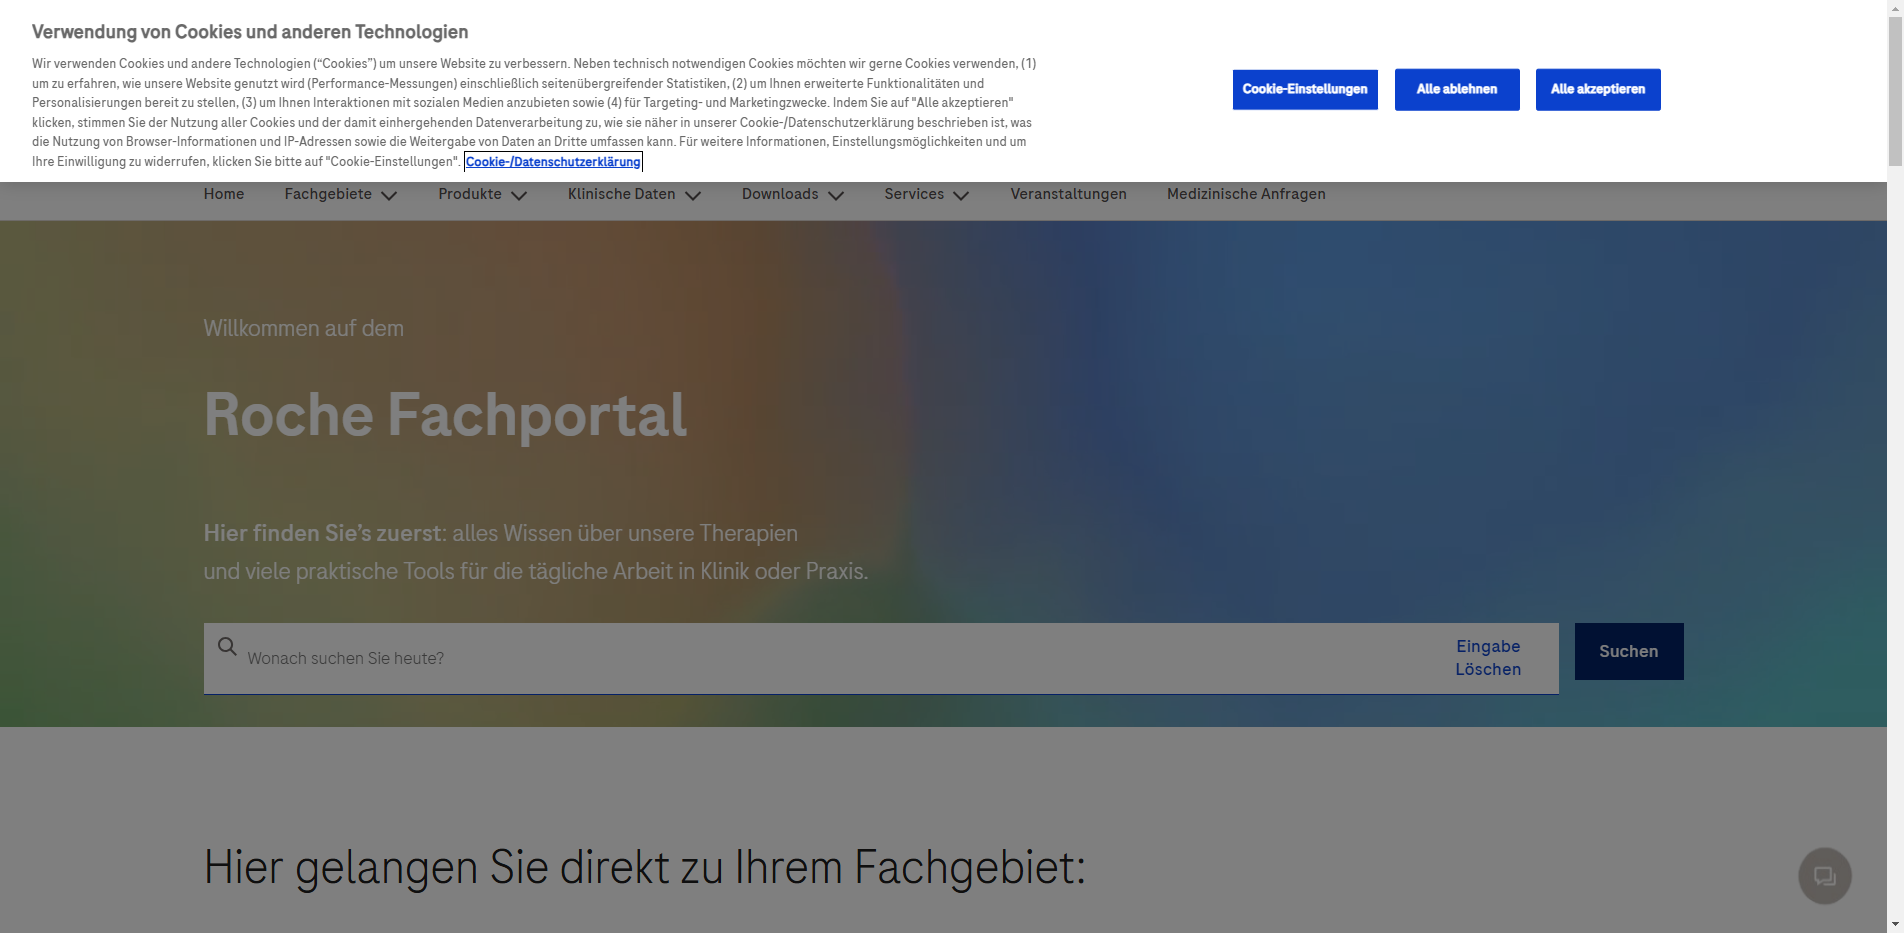 Verwendung von Cookies und anderen Technologien
Wir verwenden Cookies und andere Technologien (“Cookies”) um unsere Website zu verbessern. Neben technisch notwendigen Cookies möchten wir gerne Cookies verwenden, (1)
um zu erfahren, wie unsere Website genutzt wird (Performance-Messungen) einschließlich seitenübergreifender Statistiken, (2) um Ihnen erweiterte Funktionalitäten und
Personalisierungen bereit zu stellen, (3) um Ihnen Interaktionen mit sozialen Medien anzubieten sowie (4) für Targeting- und Marketingzwecke. Indem Sie auf "Alle akzeptieren"
klicken, stimmen Sie der Nutzung aller Cookies und der damit einhergehenden Datenverarbeitung zu, wie sie näher in unserer Cookie-/Datenschutzerklärung beschrieben ist, was
die Nutzung von Browser-Informationen und IP-Adressen sowie die Weitergabe von Daten an Dritte umfassen kann. Für weitere Informationen, Einstellungsmöglichkeiten und um
Ihre Einwilligung zu widerrufen, klicken Sie bitte auf "Cookie-Einstellungen". Cookie-/Datenschutzerklärung
Cookie-Einstellungen Alle ablehnen Alle akzeptieren
Home Fachgebiete Produkte Klinische Daten Downloads Services Veranstaltungen Medizinische Anfragen
Willkommen auf dem
Roche Fachportal
Hier finden Sie’s zuerst: alles Wissen über unsere Therapien
und viele praktische Tools für die tägliche Arbeit in Klinik oder Praxis.
Wonach suchen Sie heute?
Eingabe
Löschen
Suchen
Hier gelangen Sie direkt zu Ihrem Fachgebiet: